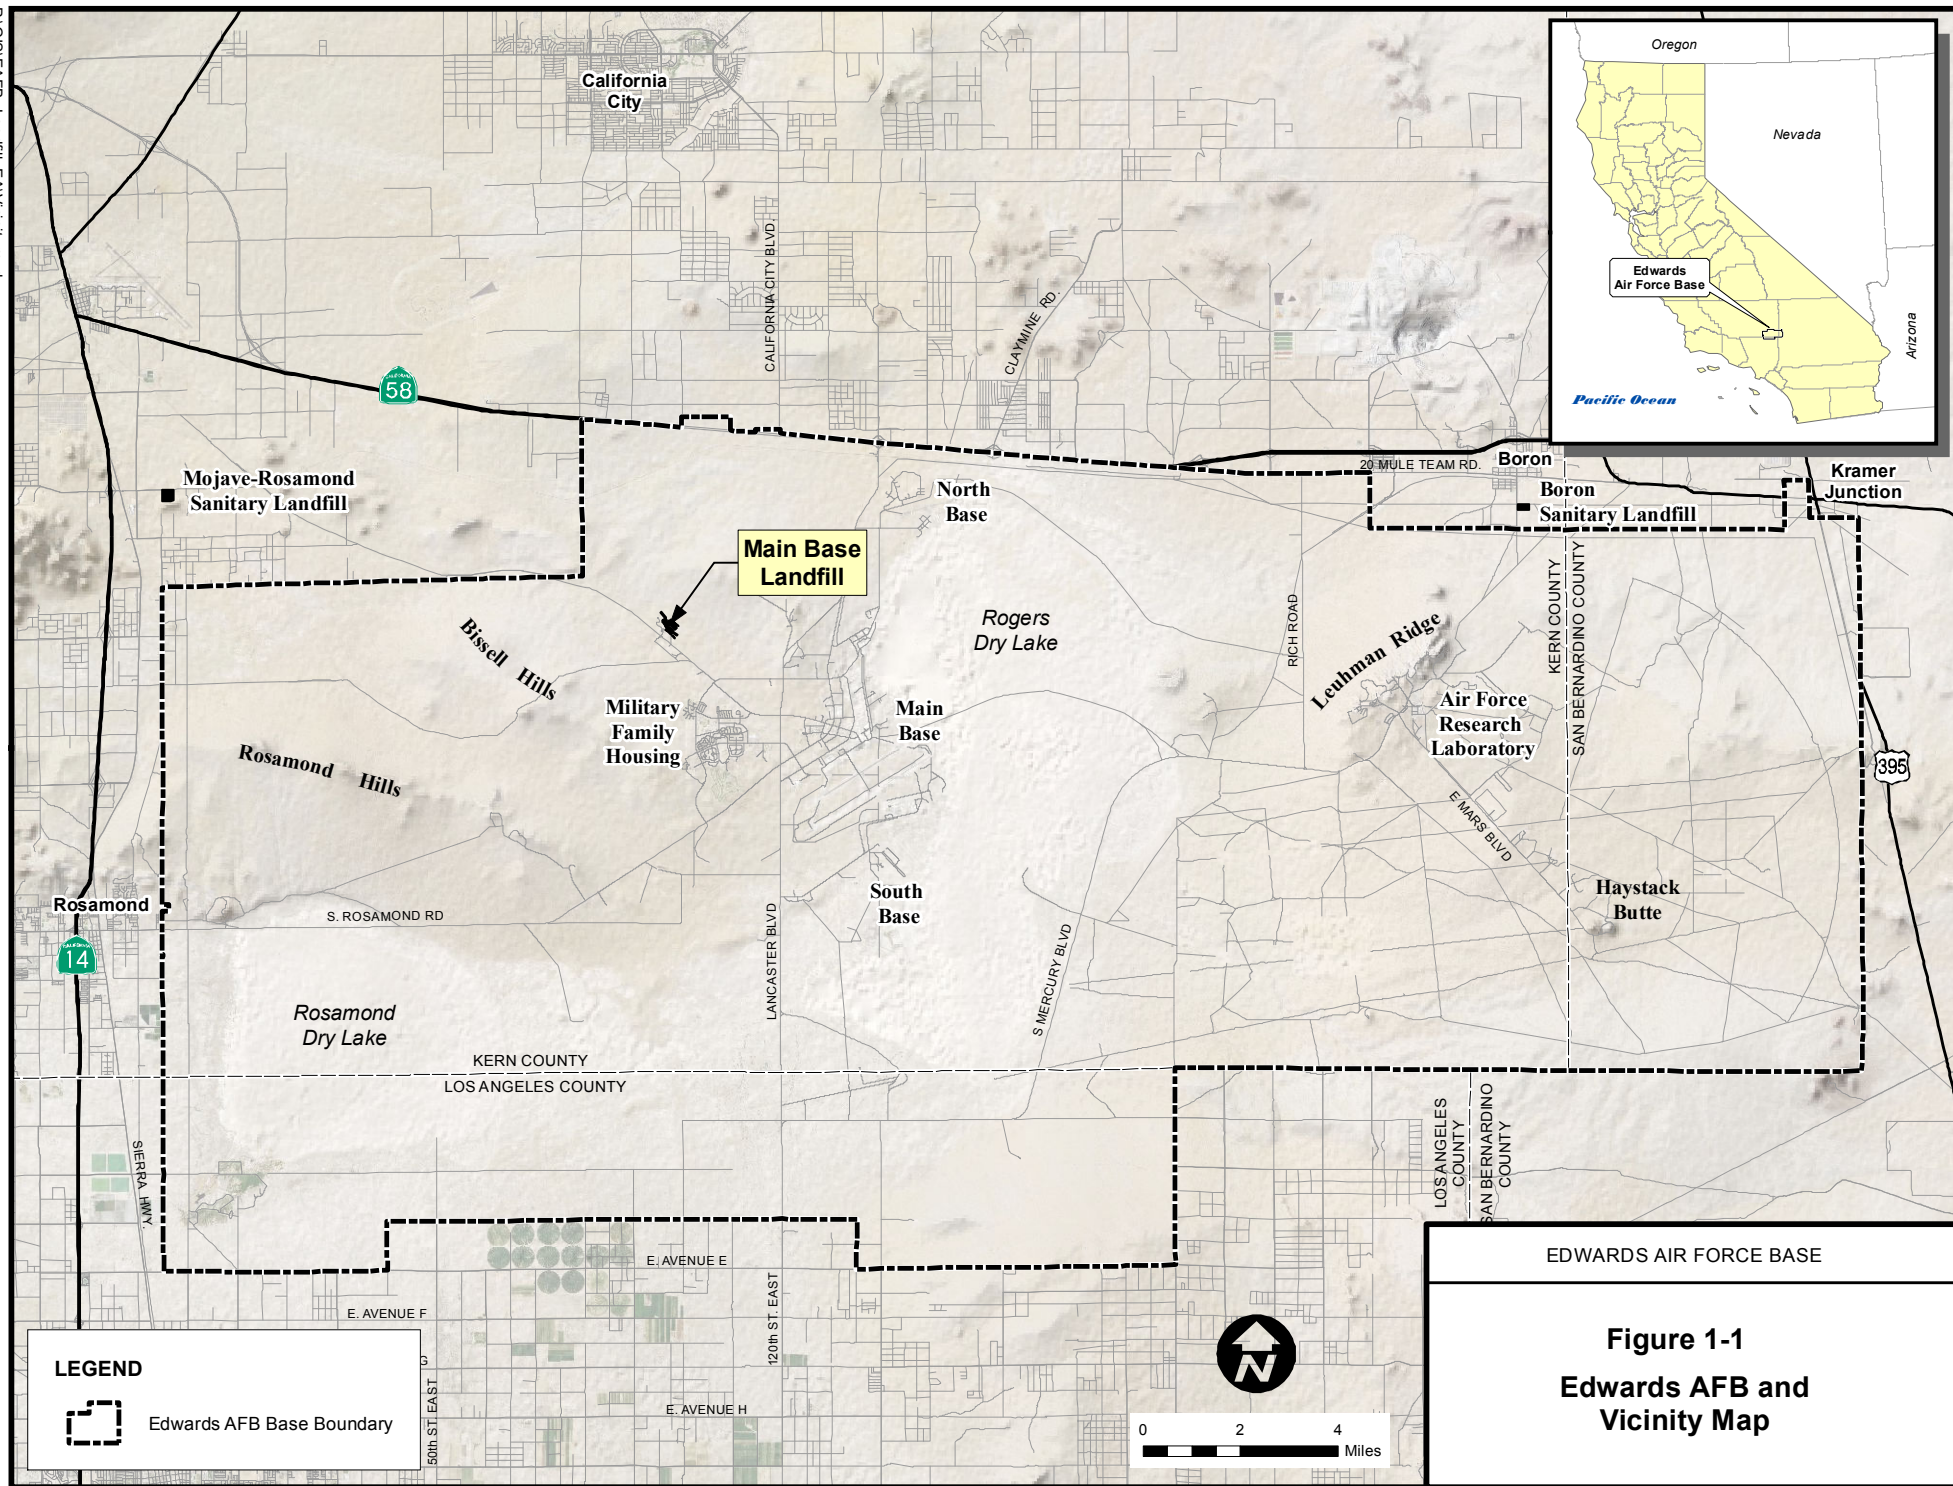 Oregon
Nevada
Arizona
Edwards
Air Force Base
Pacific Ocean
California
City
CALIFORNIA CITY BLVD.
CLAYMINE RD.
CALIFORNIA
58
20 MULE TEAM RD.
Boron
Kramer
Junction
Mojave-Rosamond
Sanitary Landfill
North
Base
Boron
Sanitary Landfill
Main Base
Landfill
Rogers
Dry Lake
RICH ROAD
Leuhman Ridge
KERN COUNTY
SAN BERNARDINO COUNTY
Bissell Hills
Military
Family
Housing
Main
Base
Air Force
Research
Laboratory
Rosamond Hills
395
E MARS BLVD
South
Base
Haystack
Butte
Rosamond
S. ROSAMOND RD
CALIFORNIA
14
LANCASTER BLVD
S MERCURY BLVD
Rosamond
Dry Lake
KERN COUNTY
LOS ANGELES COUNTY
LOS ANGELES
COUNTY
SAN BERNARDINO
COUNTY
SIERRA HWY.
E. AVENUE E
E. AVENUE F
120th ST. EAST
50th ST. EAST
E. AVENUE H
LEGEND
Edwards AFB Base Boundary
N
0 2 4
Miles
EDWARDS AIR FORCE BASE
Figure 1-1
Edwards AFB and
Vicinity Map